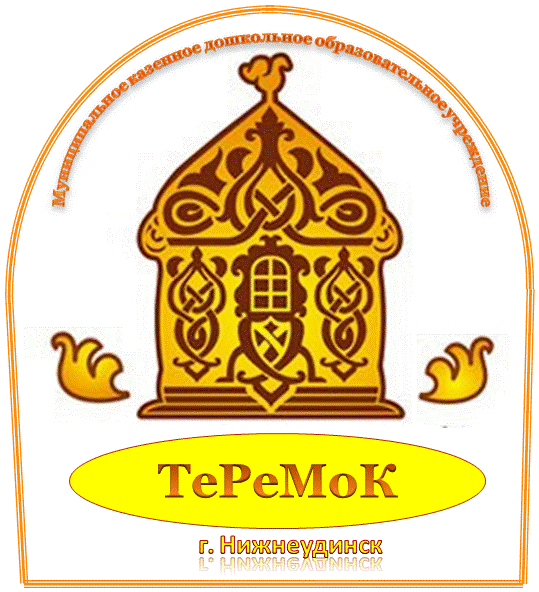 Муниципальное казенное дошкольное образовательное учреждение
ТеРеМоК
г. Нижнеудинск